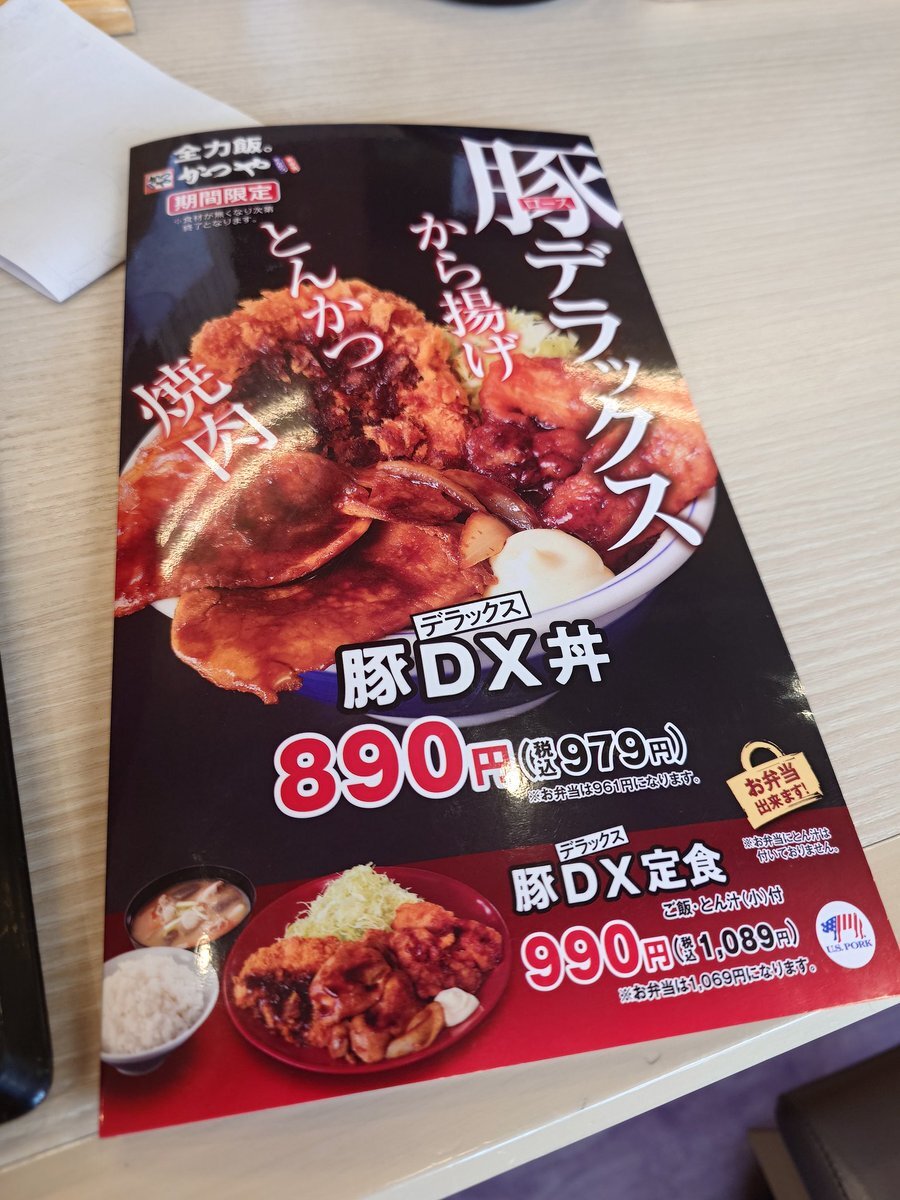 全力飯。
かつや
期間限定
※食材が無くなり次第
終了となります。
豚デラックス
ロース
から揚げ
とんかつ
焼肉
デラックス
豚DX丼
890円(税込979円)
※お弁当は961円になります。
お弁当
出来ます!
※お弁当にとん汁は
付いておりません。
デラックス
豚DX定食
ご飯・とん汁(小)付
990円(税込1,089円)
※お弁当は1,069円になります。
U.S. PORK